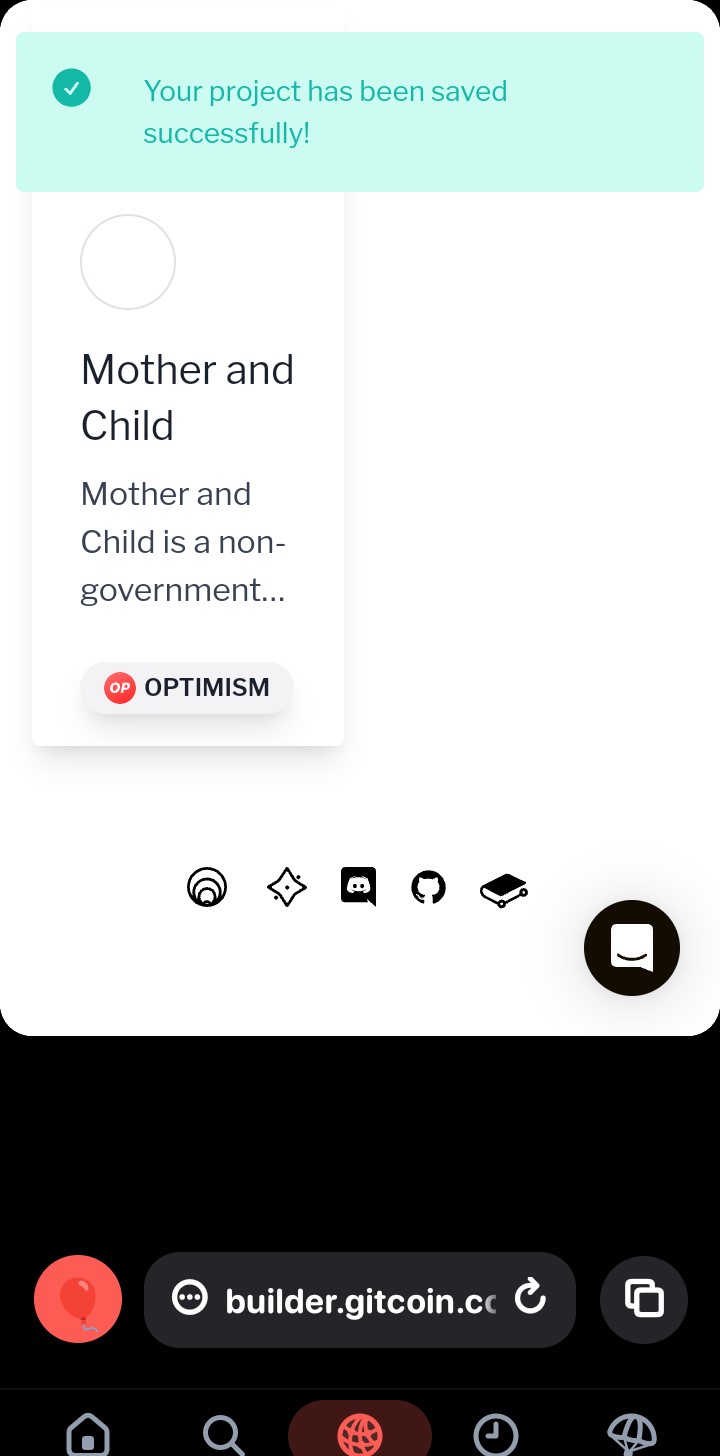 Your project has been saved
successfully!
Mother and
Child
Mother and
Child is a non-
government...
OP OPTIMISM
builder.gitcoin.co